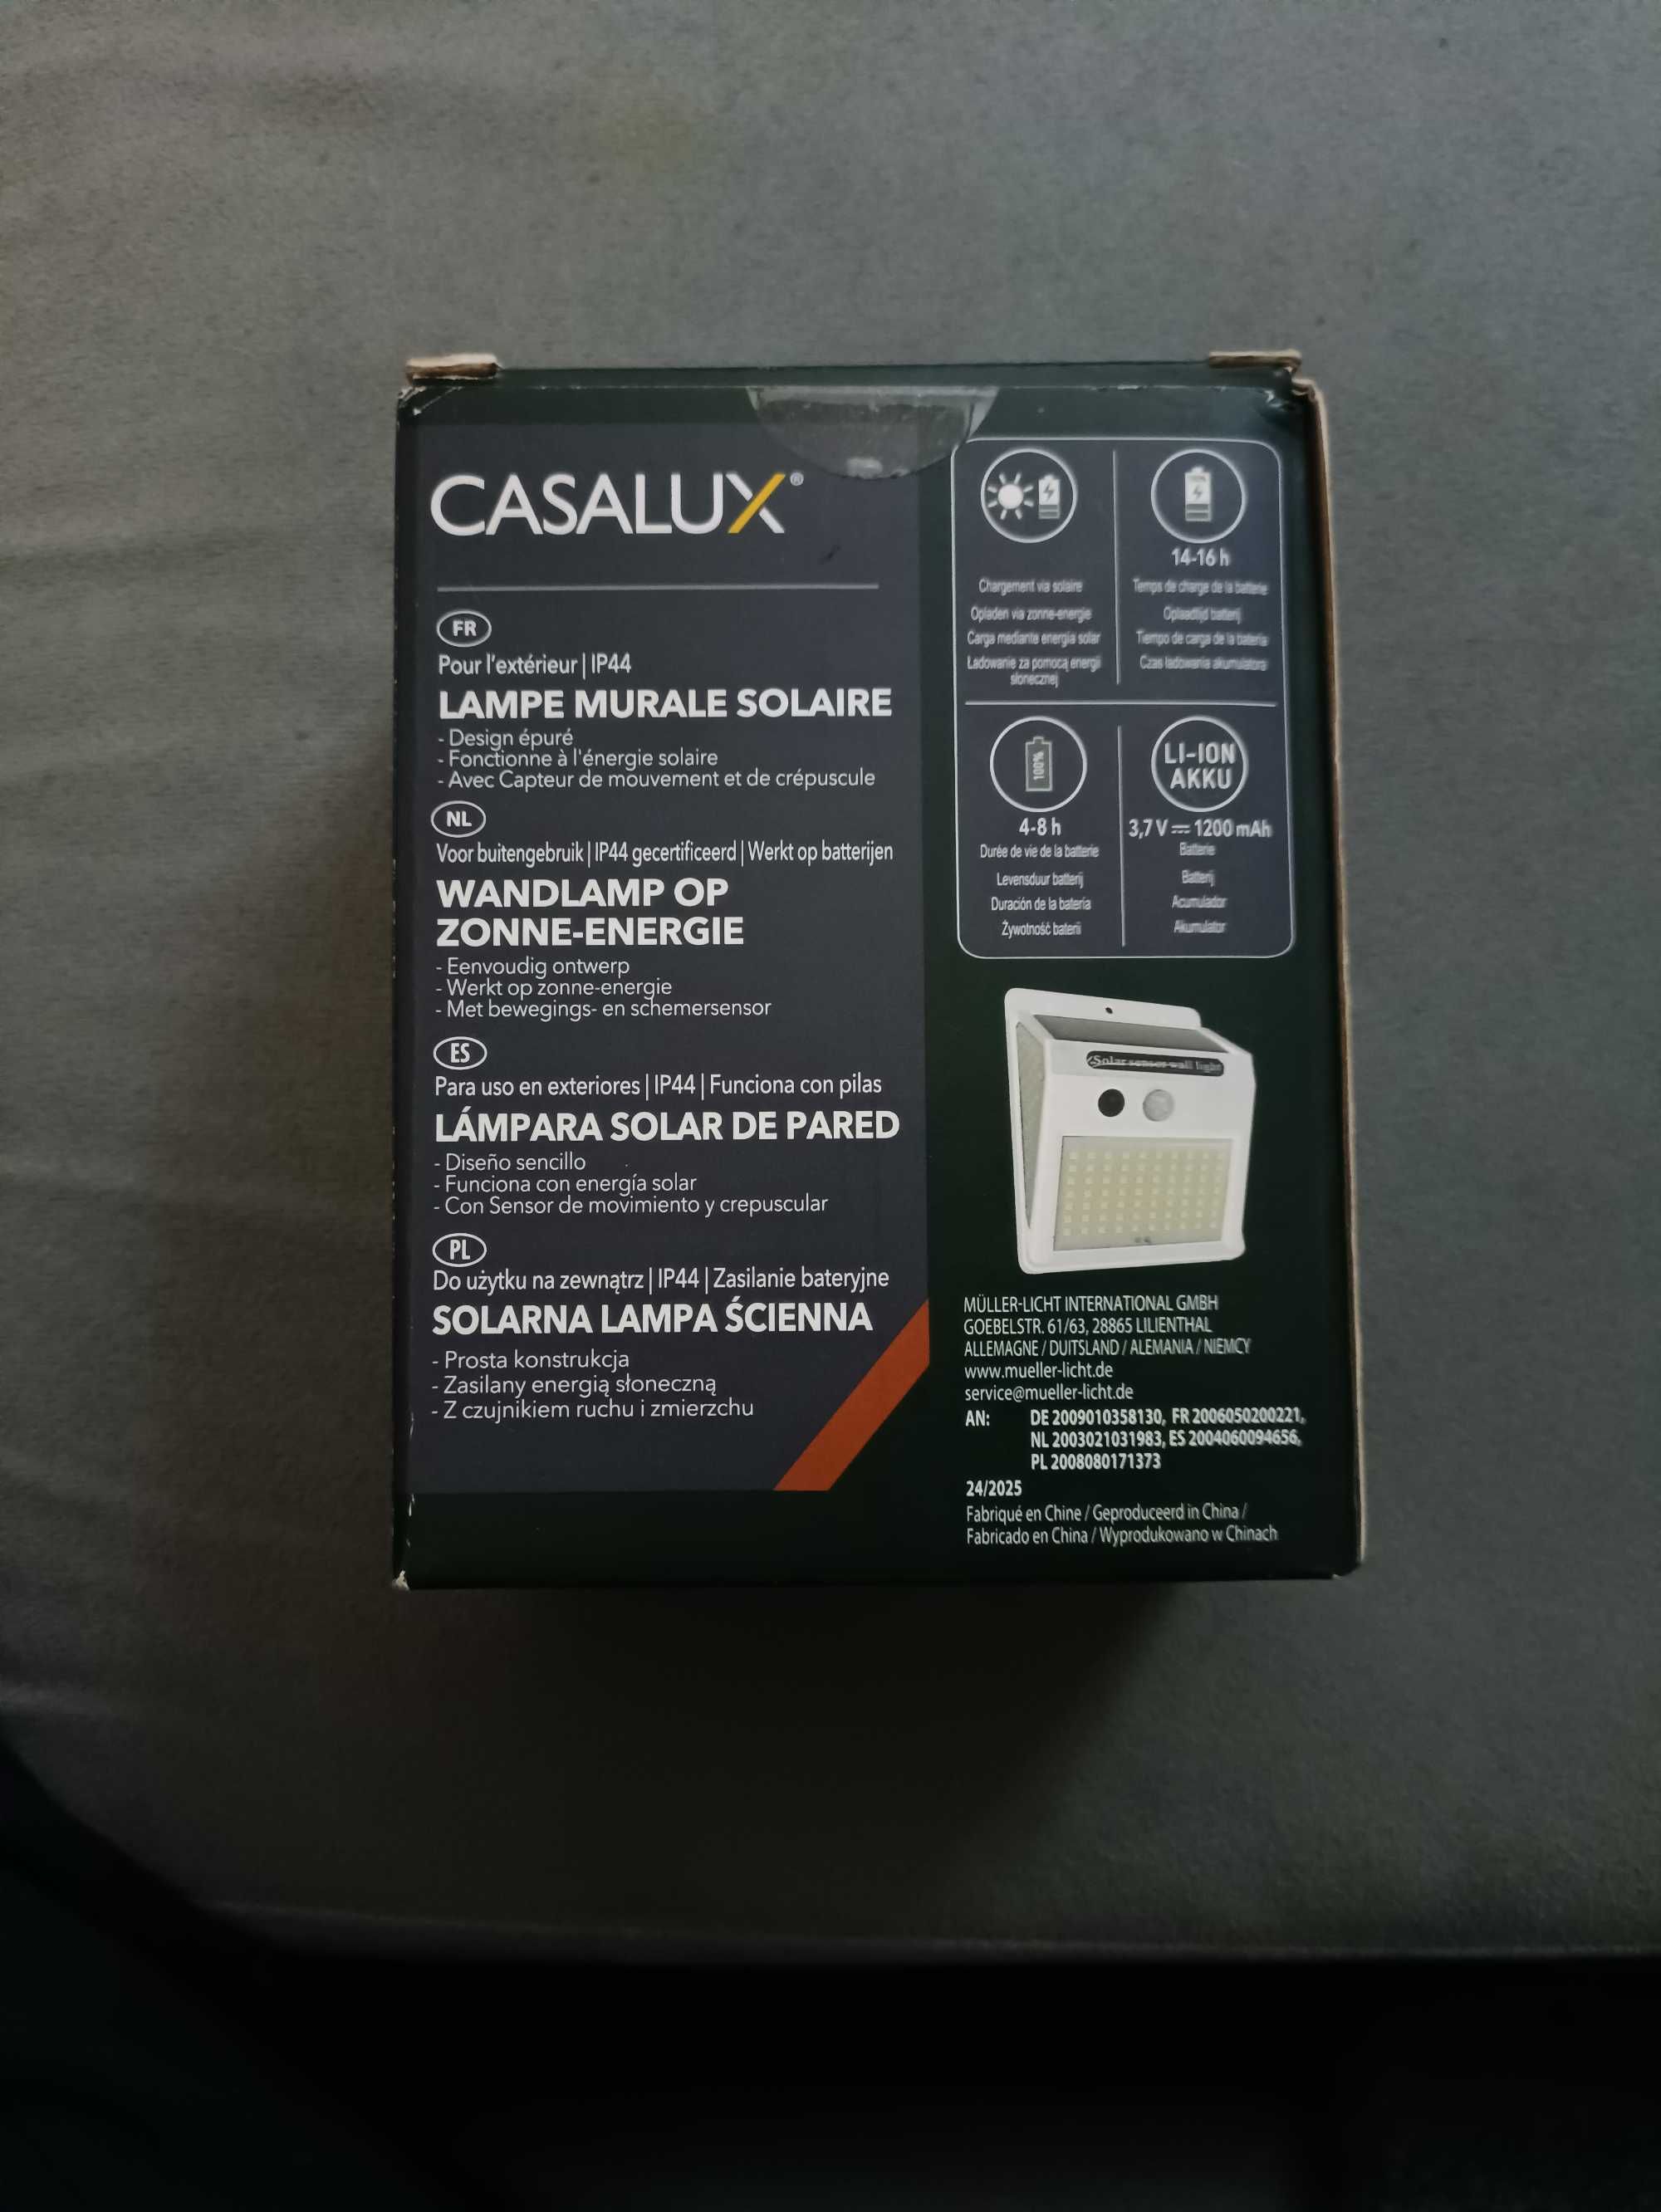 CASALUX®
FR
Pour l'extérieur | IP44
LAMPE MURALE SOLAIRE
- Design épuré
- Fonctionne à l'énergie solaire
- Avec Capteur de mouvement et de crépuscule
NL
Voor buitengebruik | IP44 gecertificeerd | Werkt op batterijen
WANDLAMP OP
ZONNE-ENERGIE
- Eenvoudig ontwerp
- Werkt op zonne-energie
- Met bewegings- en schemersensor
ES
Para uso en exteriores | IP44 | Funciona con pilas
LÁMPARA SOLAR DE PARED
- Diseño sencillo
- Funciona con energía solar
- Con Sensor de movimiento y crepuscular
PL
Do użytku na zewnątrz | IP44 | Zasilanie bateryjne
SOLARNA LAMPA ŚCIENNA
- Prosta konstrukcja
- Zasilany energią słoneczną
- Z czujnikiem ruchu i zmierzchu
Chargement via solaire
Opladen via zonne-energie
Carga mediante energía solar
Ładowanie za pomocą energii
słonecznej
14-16 h
Temps de charge de la batterie
Oplaadtijd batterij
Tiempo de carga de la batería
Czas ładowania akumulatora
100%
4-8 h
Durée de vie de la batterie
Levensduur batterij
Duración de la batería
Żywotność baterii
LI-ION
AKKU
3,7 V ⎓ 1200 mAh
Batterie
Batterij
Acumulador
Akumulator
Solar sensor wall light
MÜLLER-LICHT INTERNATIONAL GMBH
GOEBELSTR. 61/63, 28865 LILIENTHAL
ALLEMAGNE / DUITSLAND / ALEMANIA / NIEMCY
www.mueller-licht.de
service@mueller-licht.de
AN: DE 2009010358130, FR 2006050200221,
NL 2003021031983, ES 2004060094656,
PL 2008080171373
24/2025
Fabriqué en Chine / Geproduceerd in China /
Fabricado en China / Wyprodukowano w Chinach